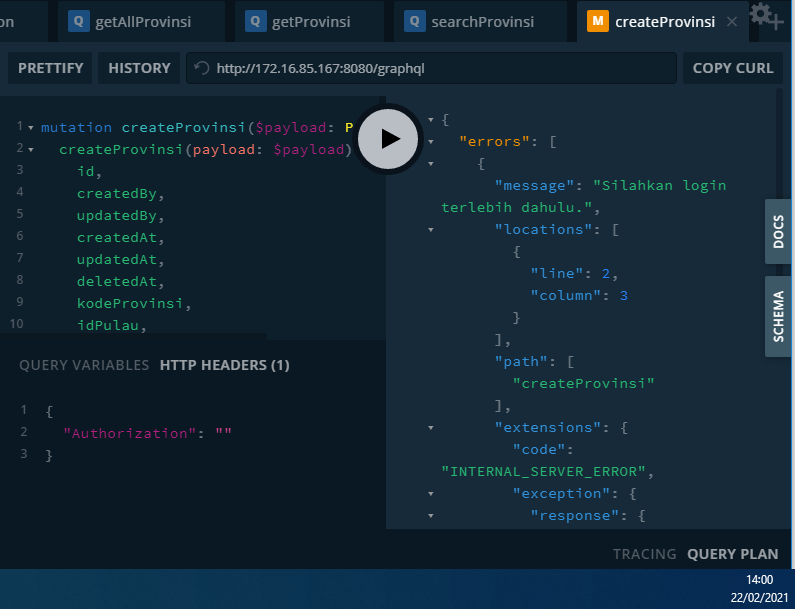 on
Q getAllProvinsi
Q getProvinsi
Q searchProvinsi
M createProvinsi
PRETTIFY
HISTORY
http://172.16.85.167:8080/graphql
COPY CURL
1 mutation createProvinsi($payload: P
2 createProvinsi(payload: $payload)
3 id,
4 createdBy,
5 updatedBy,
6 createdAt,
7 updatedAt,
8 deletedAt,
9 kodeProvinsi,
10 idPulau,
QUERY VARIABLES HTTP HEADERS (1)
1 {
2 "Authorization": ""
3 }
{
"errors": [
{
"message": "Silahkan login
terlebih dahulu.",
"locations": [
{
"line": 2,
"column": 3
}
],
"path": [
"createProvinsi"
],
"extensions": {
"code":
"INTERNAL_SERVER_ERROR",
"exception": {
"response": {
DOCS
SCHEMA
TRACING QUERY PLAN
14:00
22/02/2021